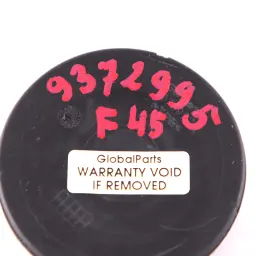 9372995
F45
GlobalParts
WARRANTY VOID
IF REMOVED